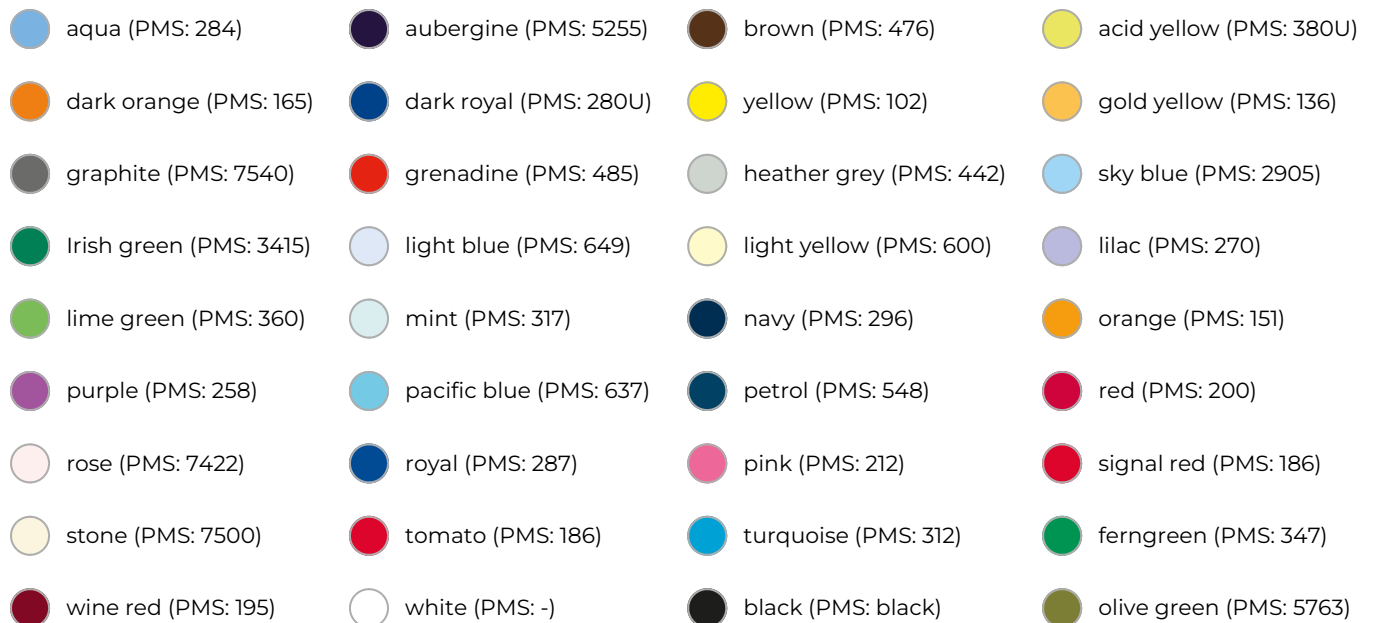 aqua (PMS: 284)
aubergine (PMS: 5255)
brown (PMS: 476)
acid yellow (PMS: 380U)
dark orange (PMS: 165)
dark royal (PMS: 280U)
yellow (PMS: 102)
gold yellow (PMS: 136)
graphite (PMS: 7540)
grenadine (PMS: 485)
heather grey (PMS: 442)
sky blue (PMS: 2905)
Irish green (PMS: 3415)
light blue (PMS: 649)
light yellow (PMS: 600)
lilac (PMS: 270)
lime green (PMS: 360)
mint (PMS: 317)
navy (PMS: 296)
orange (PMS: 151)
purple (PMS: 258)
pacific blue (PMS: 637)
petrol (PMS: 548)
red (PMS: 200)
rose (PMS: 7422)
royal (PMS: 287)
pink (PMS: 212)
signal red (PMS: 186)
stone (PMS: 7500)
tomato (PMS: 186)
turquoise (PMS: 312)
ferngreen (PMS: 347)
wine red (PMS: 195)
white (PMS: -)
black (PMS: black)
olive green (PMS: 5763)